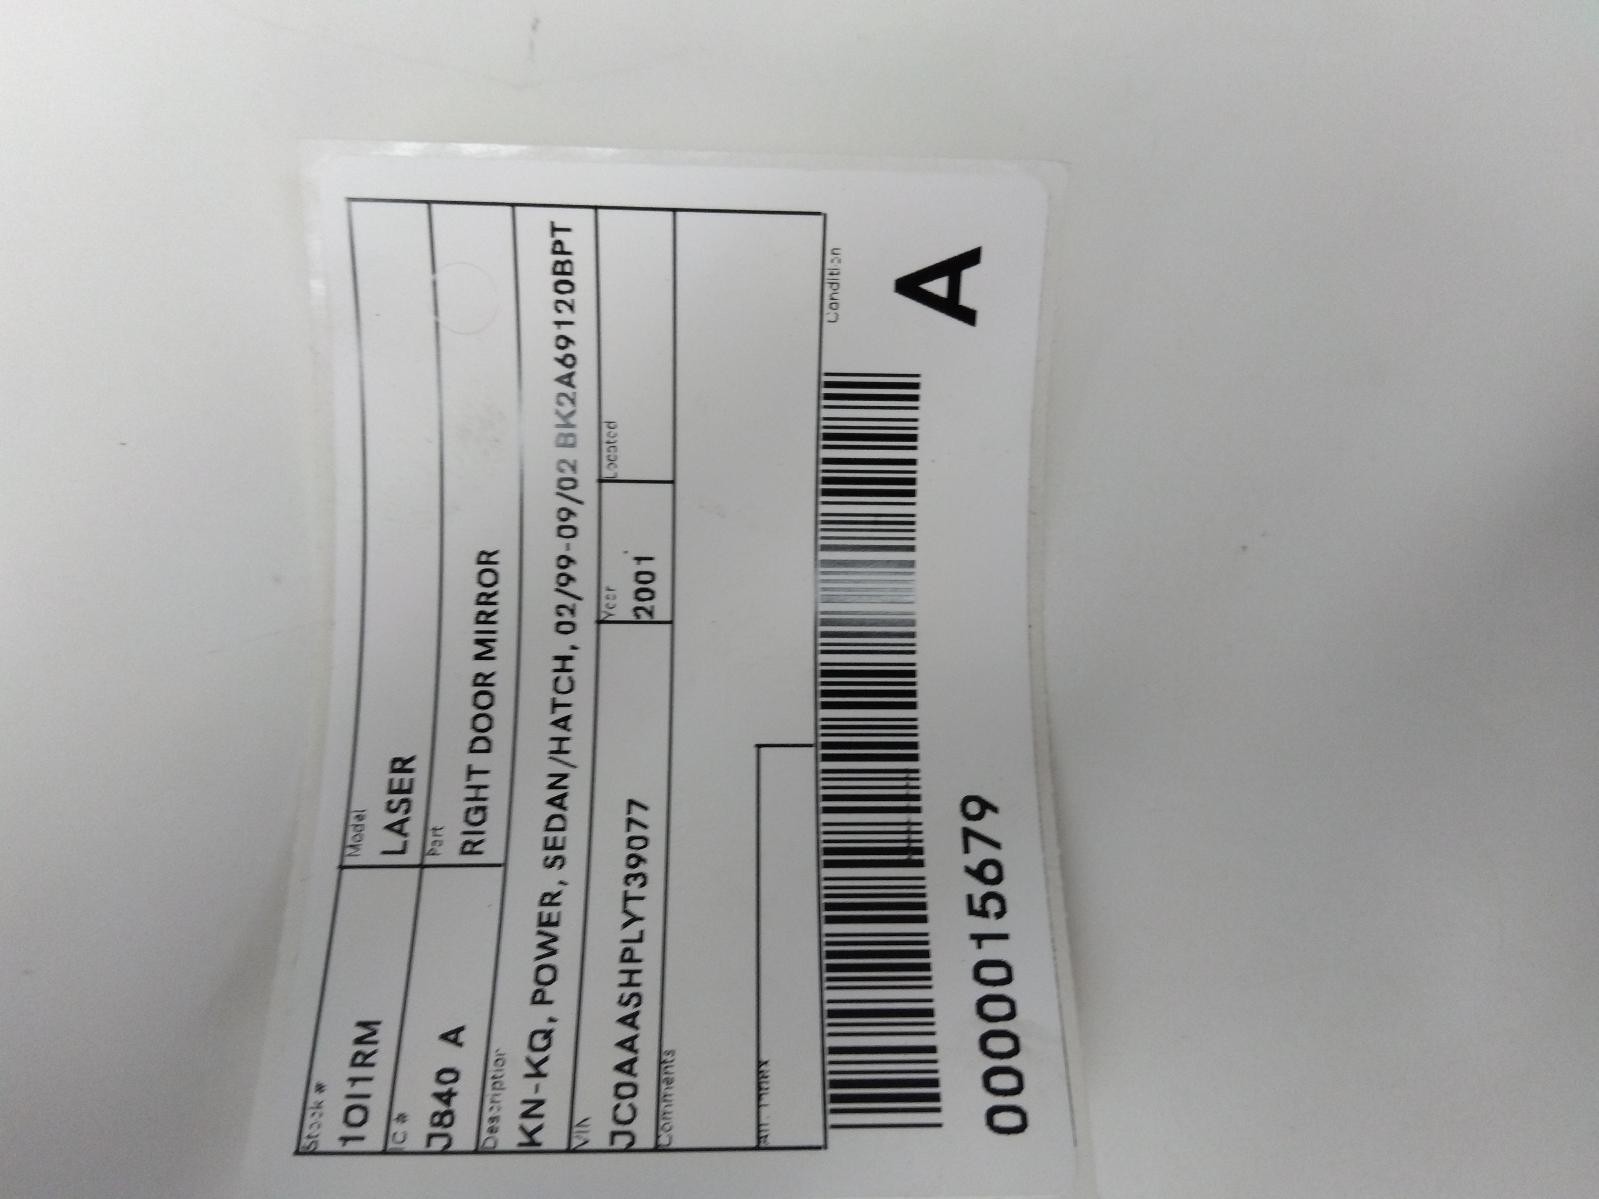 Stock #
1OI1RM
Model
LASER
IC #
J840 A
Part
RIGHT DOOR MIRROR
Description
KN-KQ, POWER, SEDAN/HATCH, 02/99-09/02 BK2A69120BPT
VIN
JC0AAASHPLYT39077
Year
2001
Located
Comments
Condition
A
0000015679